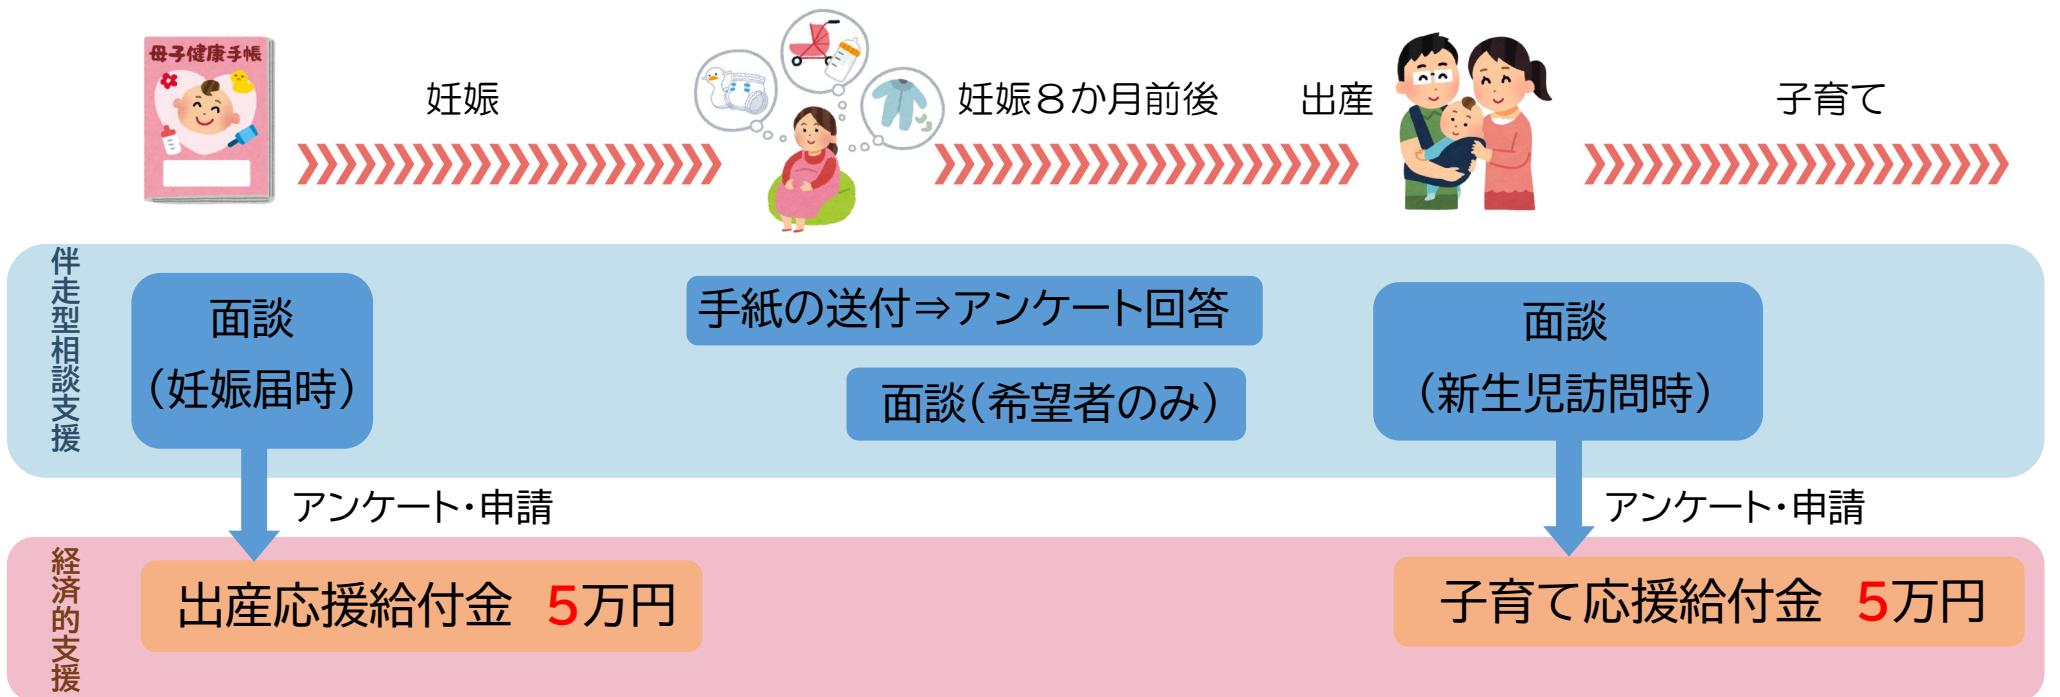 母子健康手帳
妊娠
妊娠８か月前後
出産
子育て
伴走型相談支援
面談
（妊娠届時）
手紙の送付⇒アンケート回答
面談（希望者のみ）
面談
（新生児訪問時）
アンケート・申請
アンケート・申請
経済的支援
出産応援給付金　5万円
子育て応援給付金　5万円